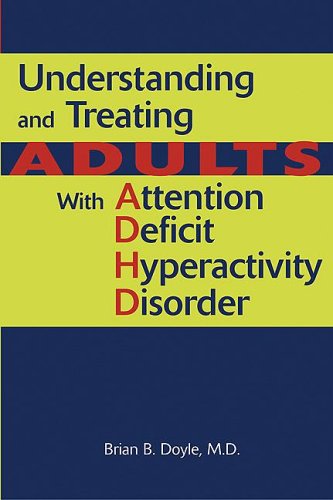 Understanding
and Treating
ADULTS
With Attention
Deficit
Hyperactivity
Disorder
Brian B. Doyle, M.D.